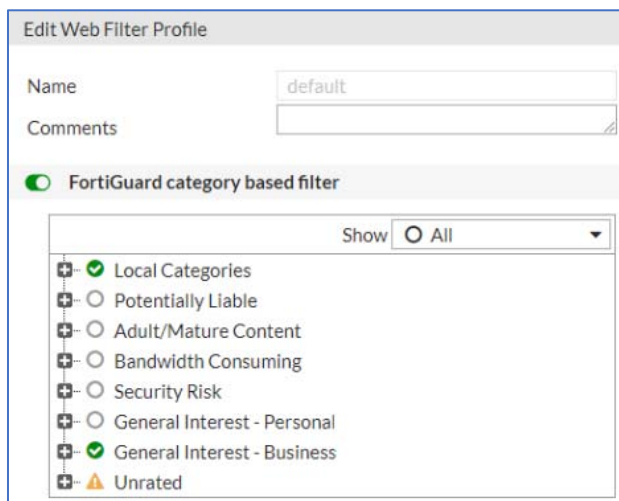 Edit Web Filter Profile
Name default
Comments
FortiGuard category based filter
Show All
Local Categories
Potentially Liable
Adult/Mature Content
Bandwidth Consuming
Security Risk
General Interest - Personal
General Interest - Business
Unrated